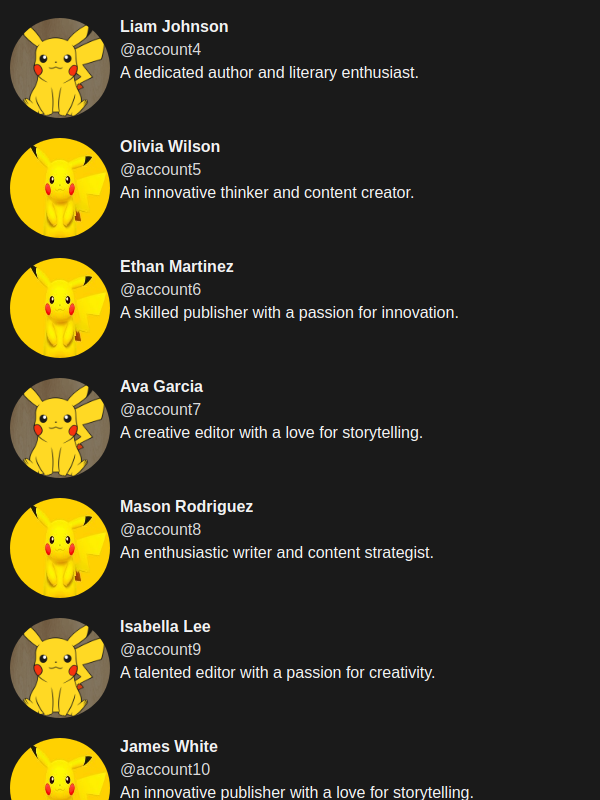 Liam Johnson
@account4
A dedicated author and literary enthusiast.
Olivia Wilson
@account5
An innovative thinker and content creator.
Ethan Martinez
@account6
A skilled publisher with a passion for innovation.
Ava Garcia
@account7
A creative editor with a love for storytelling.
Mason Rodriguez
@account8
An enthusiastic writer and content strategist.
Isabella Lee
@account9
A talented editor with a passion for creativity.
James White
@account10
An innovative publisher with a love for storytelling.